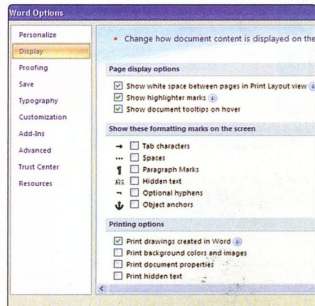 Word Options
Personalize
Display
Proofing
Save
Typography
Customization
Add-Ins
Advanced
Trust Center
Resources
Change how document content is displayed on the
Page display options
Show white space between pages in Print Layout view
Show highlighter marks
Show document tooltips on hover
Show these formatting marks on the screen
Tab characters
Spaces
¶ Paragraph Marks
Hidden text
Optional hyphens
Object anchors
Printing options
Print drawings created in Word
Print background colors and images
Print document properties
Print hidden text